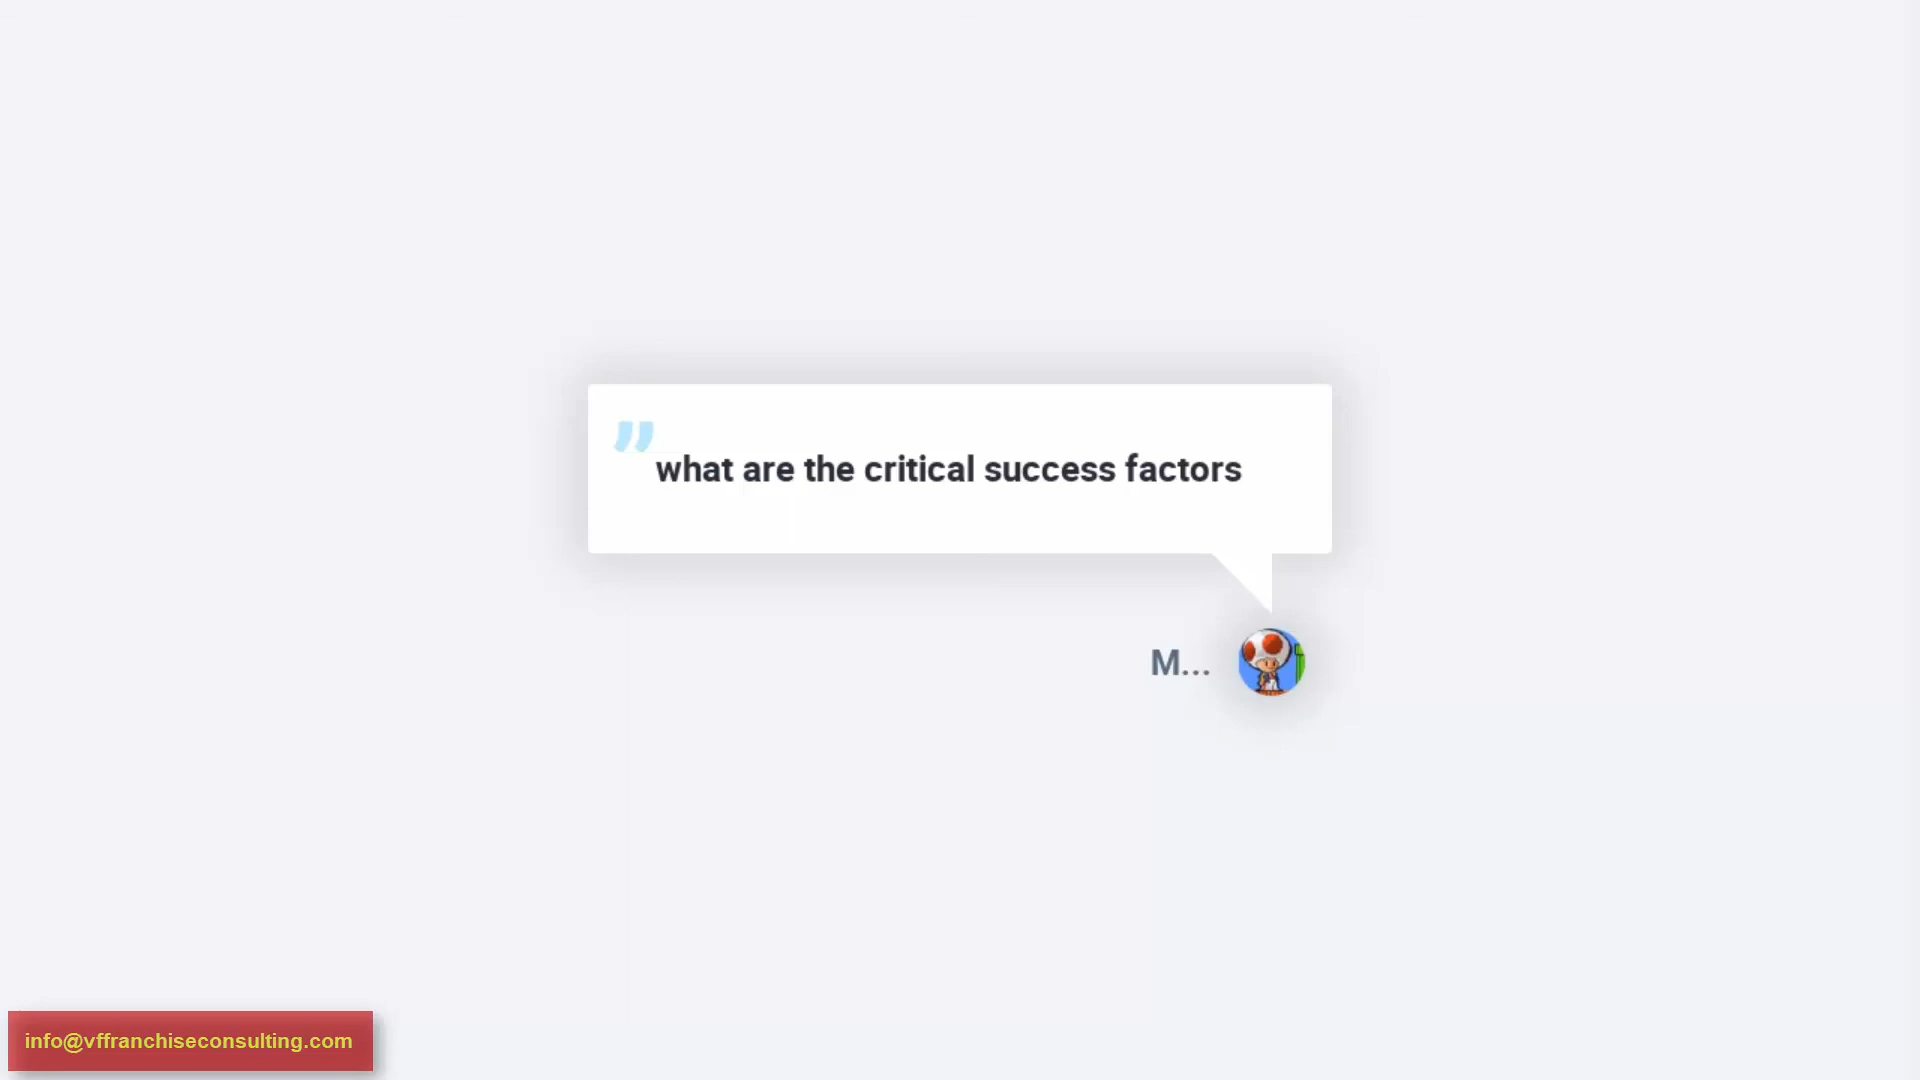 ”
what are the critical success factors
M...
info@vffranchiseconsulting.com